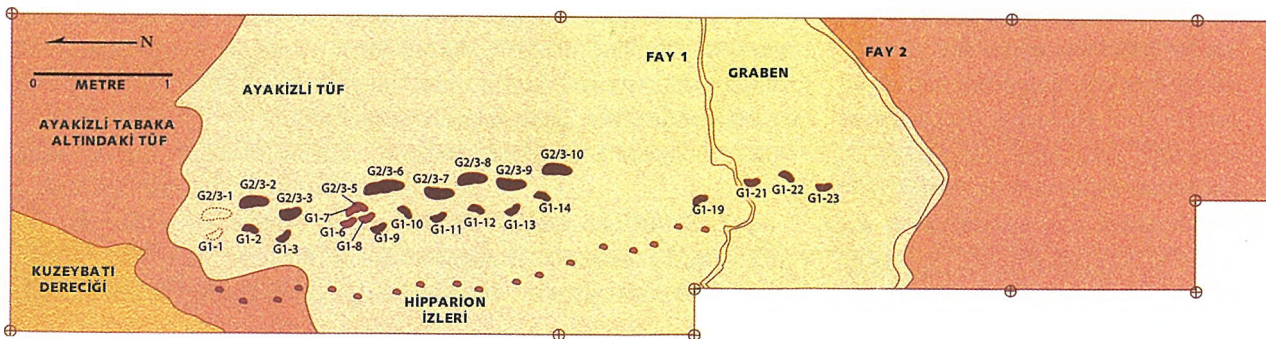 N
0 METRE 1
AYAKİZLİ TABAKA
ALTINDAKİ TÜF
KUZEYBATI
DERECİĞİ
AYAKİZLİ TÜF
FAY 1
GRABEN
FAY 2
G2/3-1
G2/3-2
G2/3-3
G2/3-5
G2/3-6
G2/3-7
G2/3-8
G2/3-9
G2/3-10
G1-1
G1-2
G1-3
G1-6
G1-7
G1-8
G1-9
G1-10
G1-11
G1-12
G1-13
G1-14
G1-19
G1-21
G1-22
G1-23
HİPPARİON
İZLERİ